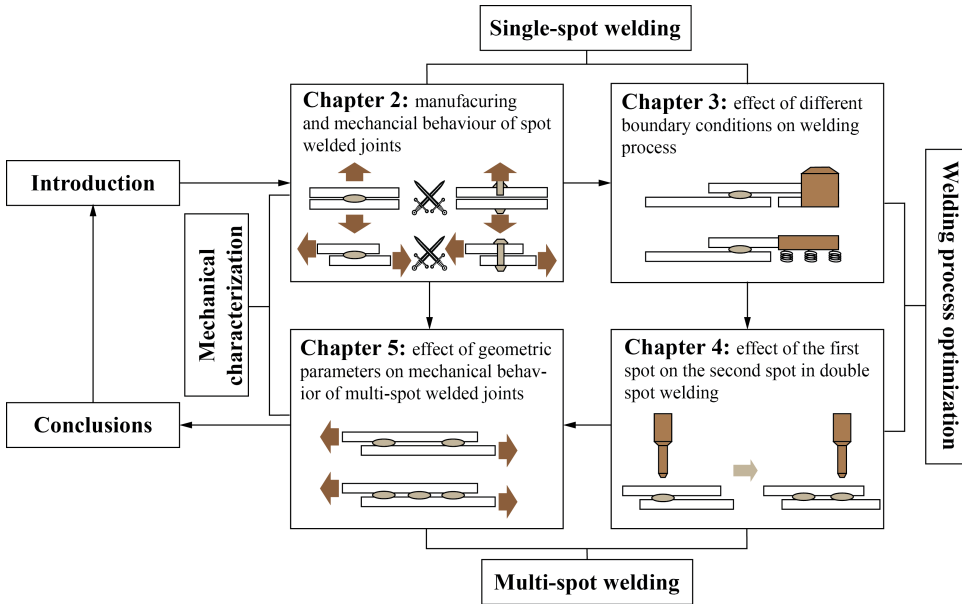 Single-spot welding
Chapter 2: manufacuring
and mechancial behaviour of spot
welded joints
Chapter 3: effect of different
boundary conditions on welding
process
Introduction
Mechanical
characterization
Welding process optimization
Chapter 5: effect of geometric
parameters on mechanical behav-
ior of multi-spot welded joints
Chapter 4: effect of the first
spot on the second spot in double
spot welding
Conclusions
Multi-spot welding